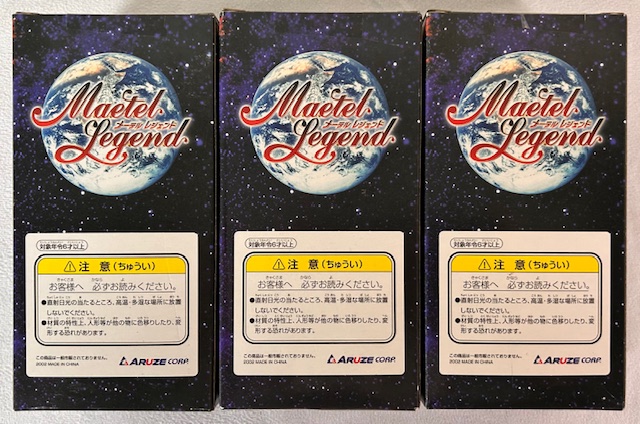 Maetel
メーテル レジェンド
Legend
対象年令6才以上
⚠注 意(ちゅうい)
お客様へ 必ずお読みください。
●直射日光の当たるところ、高温・多湿な場所に放置
しないでください。
●材質の特性上、人形等が他の物に色移りしたり、変
形する恐れがあります。
この商品は一般市販されておりません。
2002 MADE IN CHINA
ARUZE CORP.
Maetel
メーテル レジェンド
Legend
対象年令6才以上
⚠注 意(ちゅうい)
お客様へ 必ずお読みください。
●直射日光の当たるところ、高温・多湿な場所に放置
しないでください。
●材質の特性上、人形等が他の物に色移りしたり、変
形する恐れがあります。
この商品は一般市販されておりません。
2002 MADE IN CHINA
ARUZE CORP.
Maetel
メーテル レジェンド
Legend
対象年令6才以上
⚠注 意(ちゅうい)
お客様へ 必ずお読みください。
●直射日光の当たるところ、高温・多湿な場所に放置
しないでください。
●材質の特性上、人形等が他の物に色移りしたり、変
形する恐れがあります。
この商品は一般市販されておりません。
2002 MADE IN CHINA
ARUZE CORP.